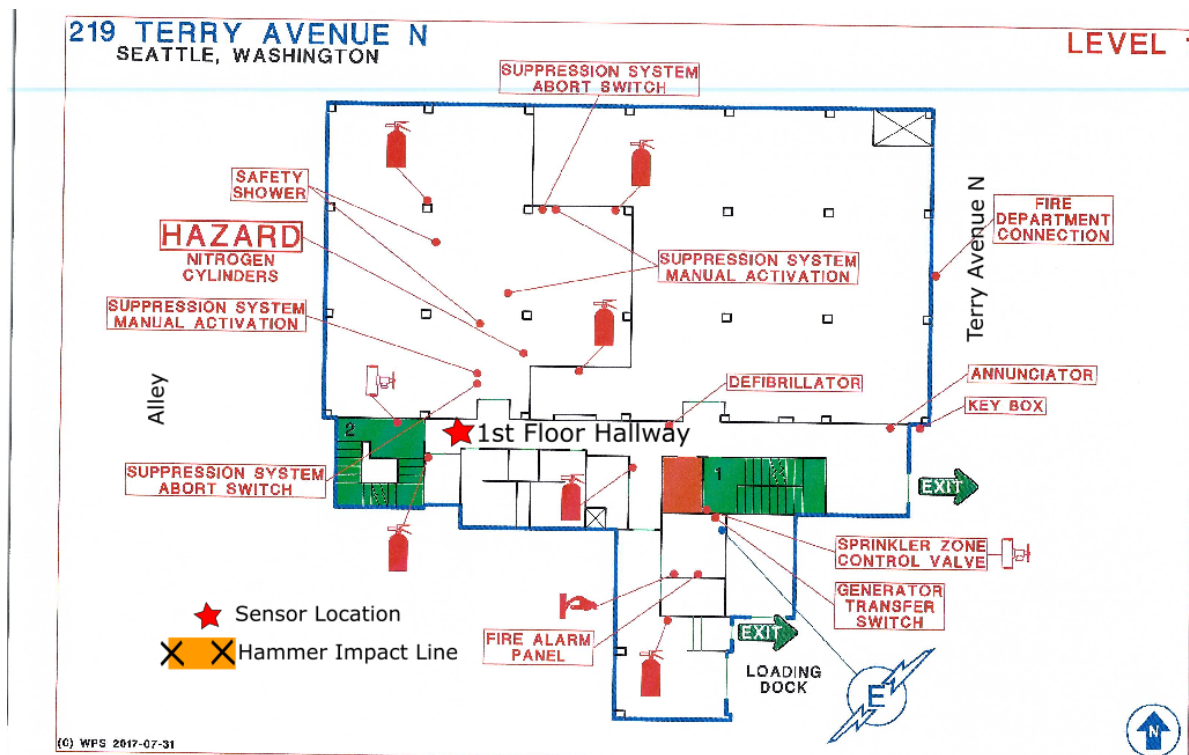 219 TERRY AVENUE N
SEATTLE, WASHINGTON
LEVEL 1
SUPPRESSION SYSTEM
ABORT SWITCH
SAFETY
SHOWER
HAZARD
NITROGEN
CYLINDERS
SUPPRESSION SYSTEM
MANUAL ACTIVATION
SUPPRESSION SYSTEM
MANUAL ACTIVATION
FIRE
DEPARTMENT
CONNECTION
Terry Avenue N
Alley
DEFIBRILLATOR
ANNUNCIATOR
KEY BOX
2
1st Floor Hallway
SUPPRESSION SYSTEM
ABORT SWITCH
1
EXIT
SPRINKLER ZONE
CONTROL VALVE
GENERATOR
TRANSFER
SWITCH
Sensor Location
Hammer Impact Line
FIRE ALARM
PANEL
EXIT
LOADING
DOCK
E
N
(C) WPS 2017-07-31